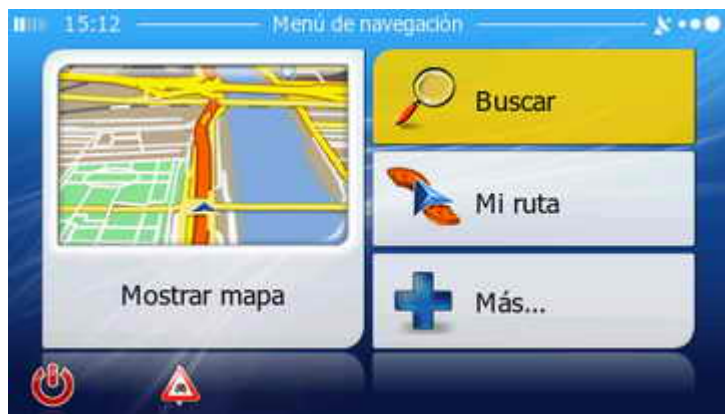 15:12 Menú de navegación
Buscar
Mi ruta
Mostrar mapa
Más...